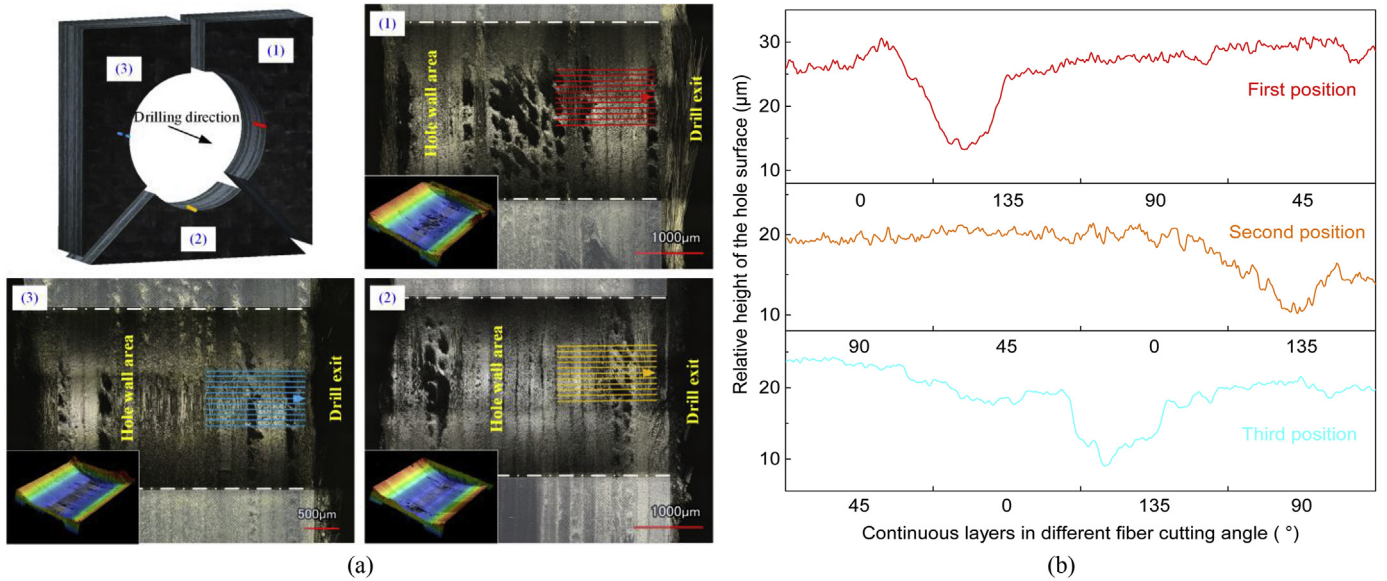 (a)
(1)
(3)
Drilling direction
(2)
(1)
Hole wall area
Drill exit
1000μm
(3)
Hole wall area
Drill exit
500μm
(2)
Hole wall area
Drill exit
1000μm
(a)
(b)
Relative height of the hole surface (μm)
30
20
10
First position
0 135 90 45
20
10
Second position
90 45 0 135
20
10
Third position
45 0 135 90
Continuous layers in different fiber cutting angle ( °)
(b)